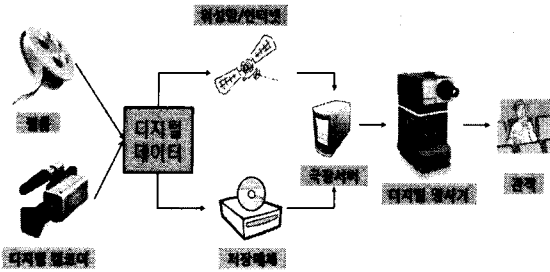 위성망/인터넷
필름
디지털
데이터
극장서버
디지털 영사기
관객
디지털 캠코더
저장매체